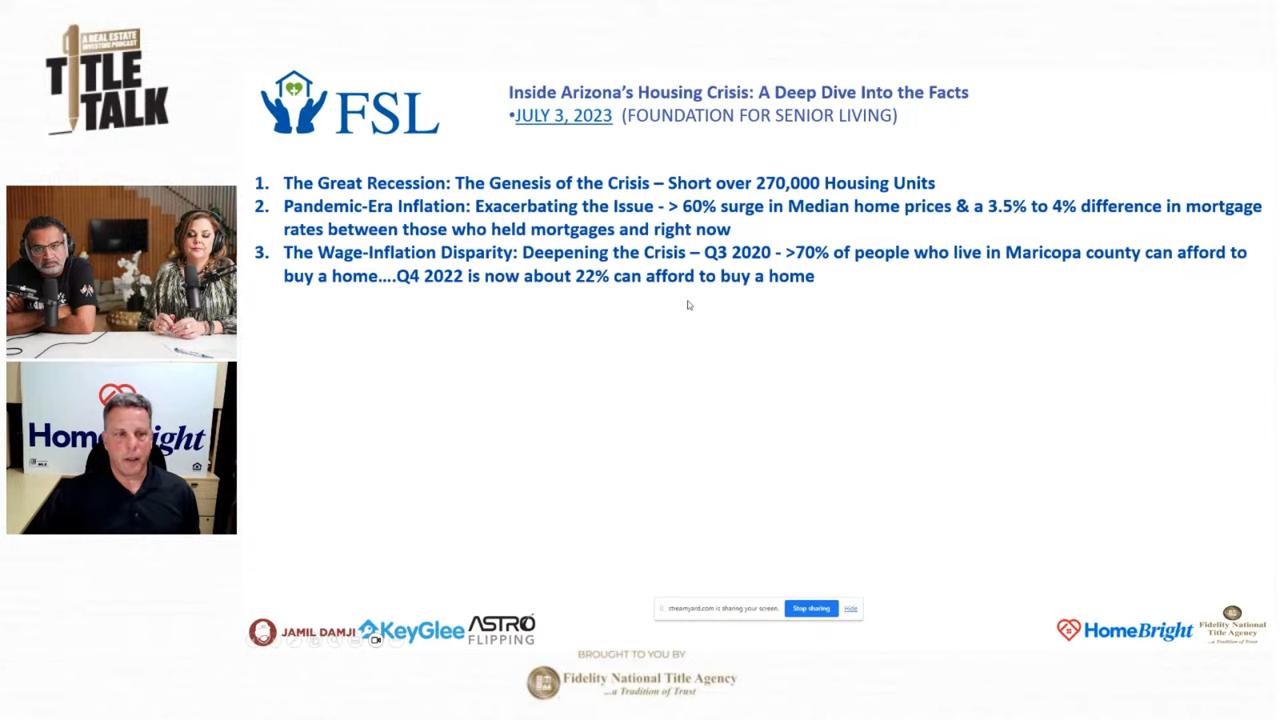 A REAL ESTATE
INVESTING PODCAST
TITLE
TALK
FSL
Inside Arizona's Housing Crisis: A Deep Dive Into the Facts
•JULY 3, 2023 (FOUNDATION FOR SENIOR LIVING)
1. The Great Recession: The Genesis of the Crisis – Short over 270,000 Housing Units
2. Pandemic-Era Inflation: Exacerbating the Issue - > 60% surge in Median home prices & a 3.5% to 4% difference in mortgage
rates between those who held mortgages and right now
3. The Wage-Inflation Disparity: Deepening the Crisis – Q3 2020 - >70% of people who live in Maricopa county can afford to
buy a home….Q4 2022 is now about 22% can afford to buy a home
streamyard.com is sharing your screen. Stop sharing Hide
JAMIL DAMJI
KeyGlee
ASTRO
FLIPPING
HomeBright
Fidelity National
Title Agency
...a Tradition of Trust
BROUGHT TO YOU BY
Fidelity National Title Agency
...a Tradition of Trust